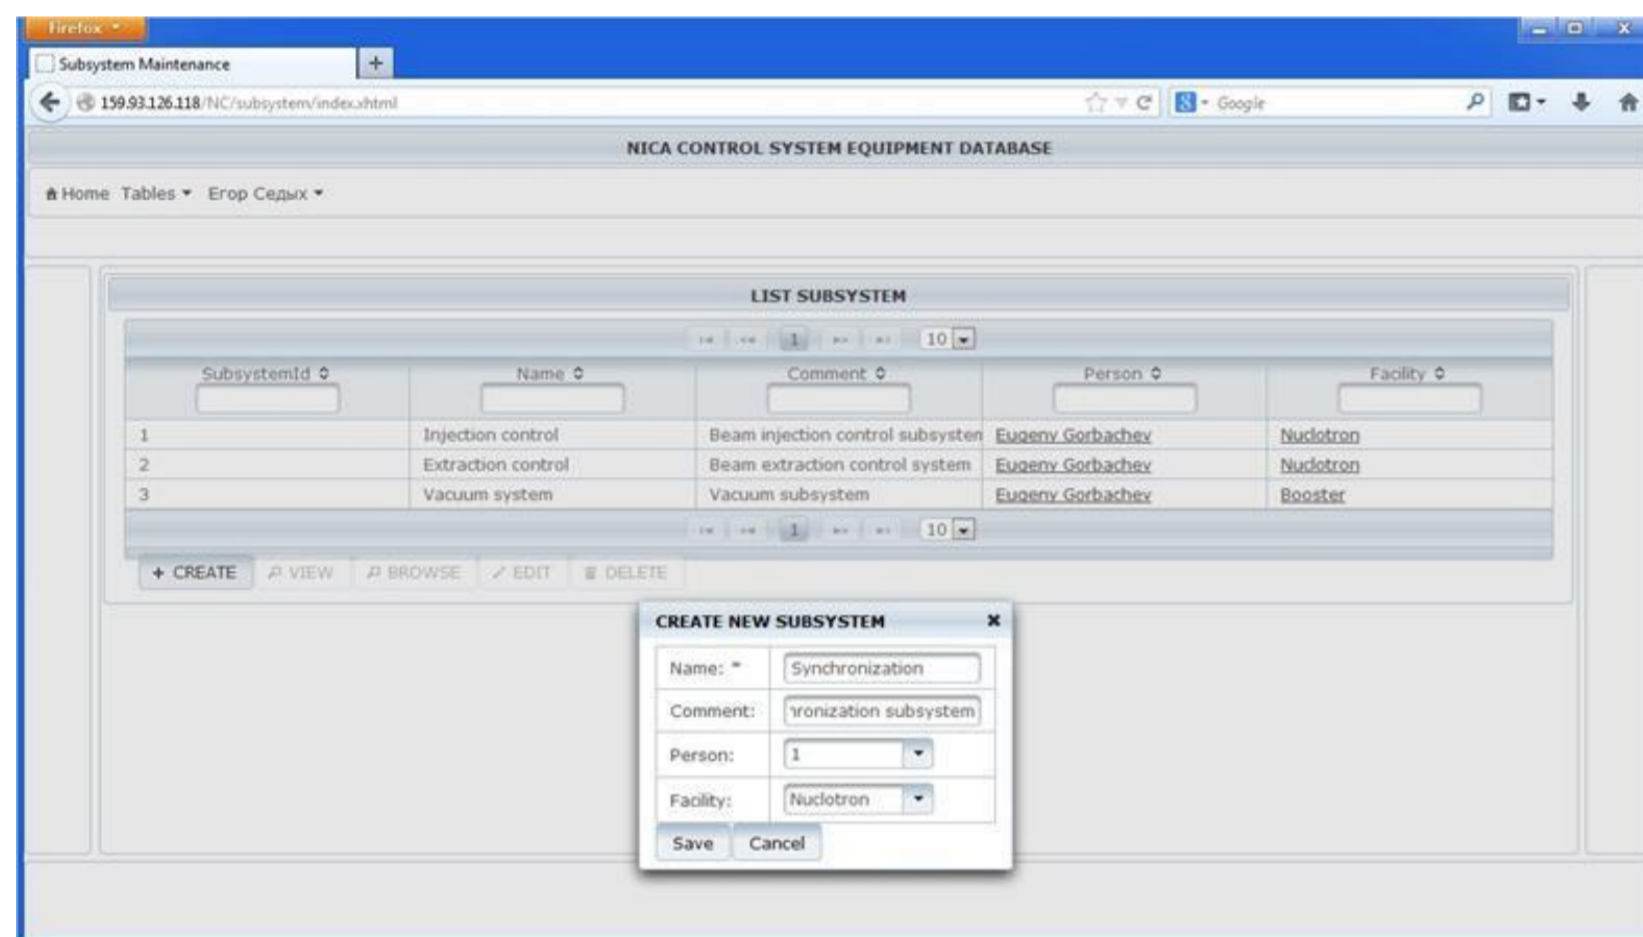 Firefox
Subsystem Maintenance
159.93.126.118/NC/subsystem/index.xhtml
Google
NICA CONTROL SYSTEM EQUIPMENT DATABASE
Home Tables Егор Седых
LIST SUBSYSTEM
1 10
SubsystemId Name Comment Person Facility
1 Injection control Beam injection control subsysten Eugeny Gorbachev Nuclotron
2 Extraction control Beam extraction control system Eugeny Gorbachev Nuclotron
3 Vacuum system Vacuum subsystem Eugeny Gorbachev Booster
1 10
+ CREATE VIEW BROWSE EDIT DELETE
CREATE NEW SUBSYSTEM
Name: * Synchronization
Comment: hronization subsystem
Person: 1
Facility: Nuclotron
Save Cancel